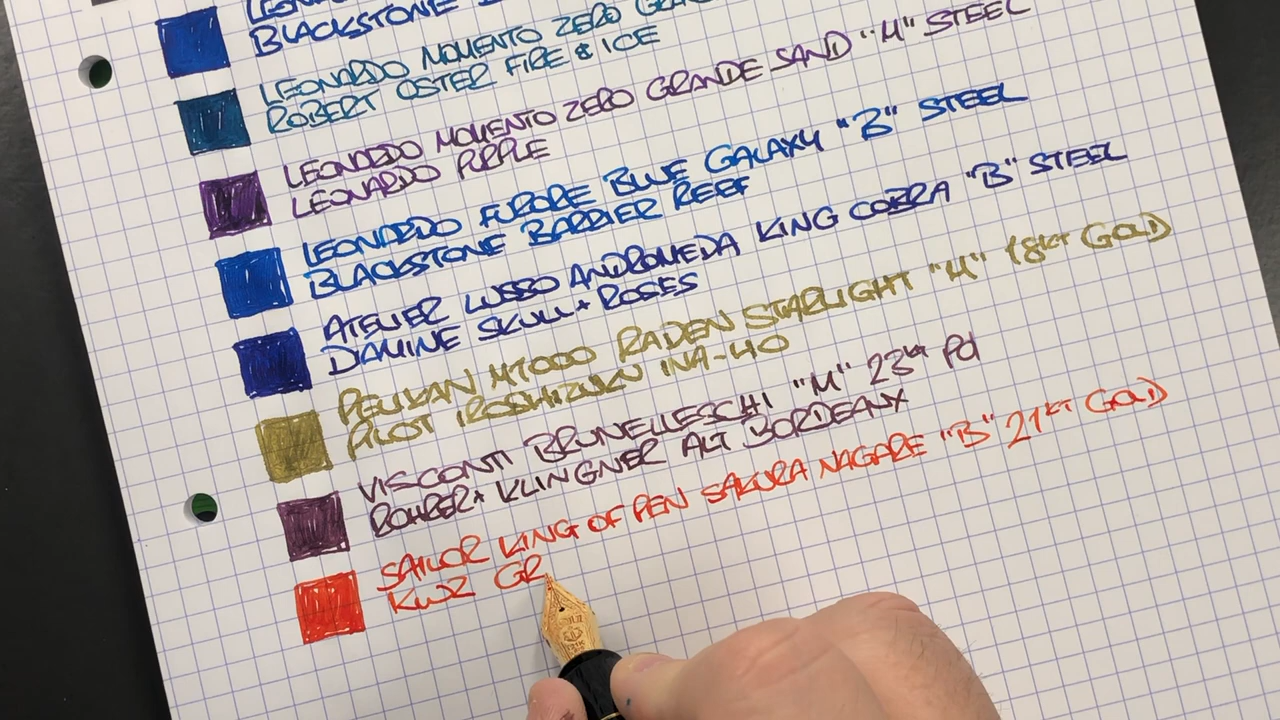 BLACKSTONE
LEONARDO MOMENTO ZERO
ROBERT OSTER FIRE & ICE
LEONARDO MOMENTO ZERO GRANDE SAND "M" STEEL
LEONARDO PURPLE
LEONARDO FURORE BLUE GALAXY "B" STEEL
BLACKSTONE BARRIER REEF
ATELIER LUSSO ANDROMEDA KING COBRA "B" STEEL
DIAMINE SKULL + ROSES
PELIKAN M7000 RADEN STARLIGHT "M" 18KT GOLD
PILOT IROSHIZUKU INA-HO
VISCONTI BRUNELLESCHI "M" 23KT Pd
ROHRER + KLINGNER ALT BORDEAUX
SAILOR KING OF PEN SAKURA NAGARE "B" 21KT GOLD
KWZ GR